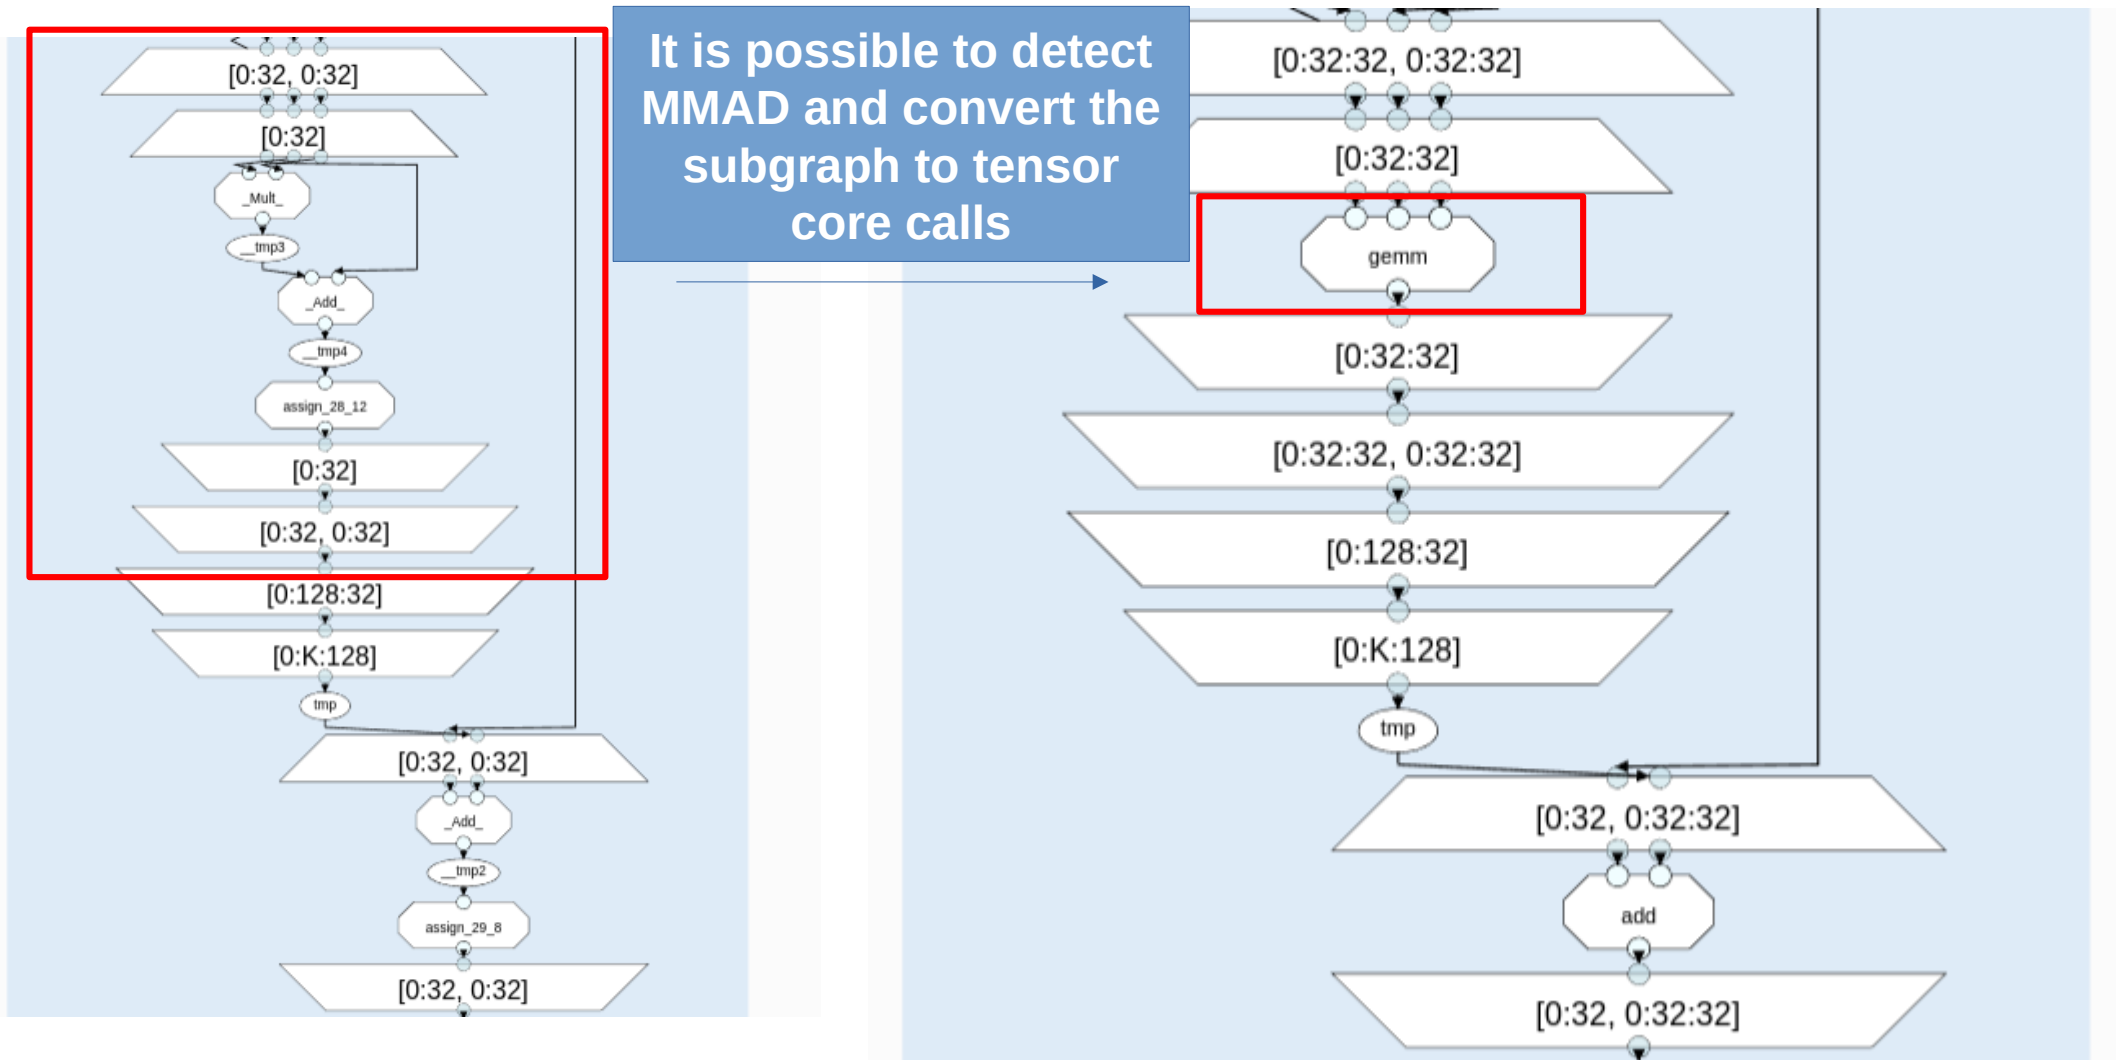 [0:32, 0:32]
[0:32]
_Mult_
__tmp3
_Add_
__tmp4
assign_28_12
[0:32]
[0:32, 0:32]
[0:128:32]
[0:K:128]
tmp
[0:32, 0:32]
_Add_
__tmp2
assign_29_8
[0:32, 0:32]
It is possible to detect
MMAD and convert the
subgraph to tensor
core calls
[0:32:32, 0:32:32]
[0:32:32]
gemm
[0:32:32]
[0:32:32, 0:32:32]
[0:128:32]
[0:K:128]
tmp
[0:32, 0:32:32]
add
[0:32, 0:32:32]